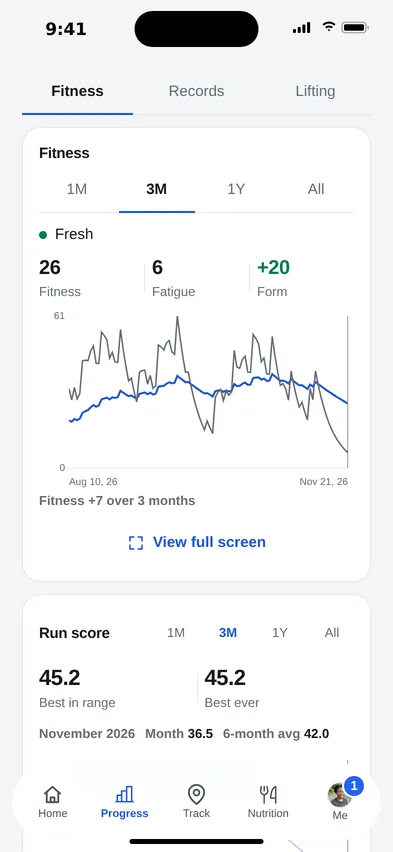 9:41
Fitness Records Lifting
Fitness
1M 3M 1Y All
Fresh
26 6 +20
Fitness Fatigue Form
61
0
Aug 10, 26 Nov 21, 26
Fitness +7 over 3 months
View full screen
Run score 1M 3M 1Y All
45.2 45.2
Best in range Best ever
November 2026 Month 36.5 6-month avg 42.0
1
Home Progress Track Nutrition Me